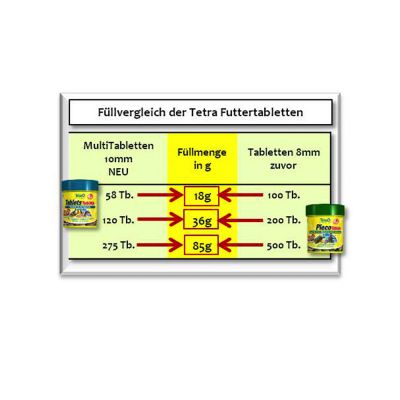 Füllvergleich der Tetra Futtertabletten
MultiTabletten
10mm
NEU
Füllmenge
in g
Tabletten 8mm
zuvor
58 Tb.
18g
100 Tb.
120 Tb.
36g
200 Tb.
275 Tb.
85g
500 Tb.
Tetra
Tablets
Tetra
Pleco